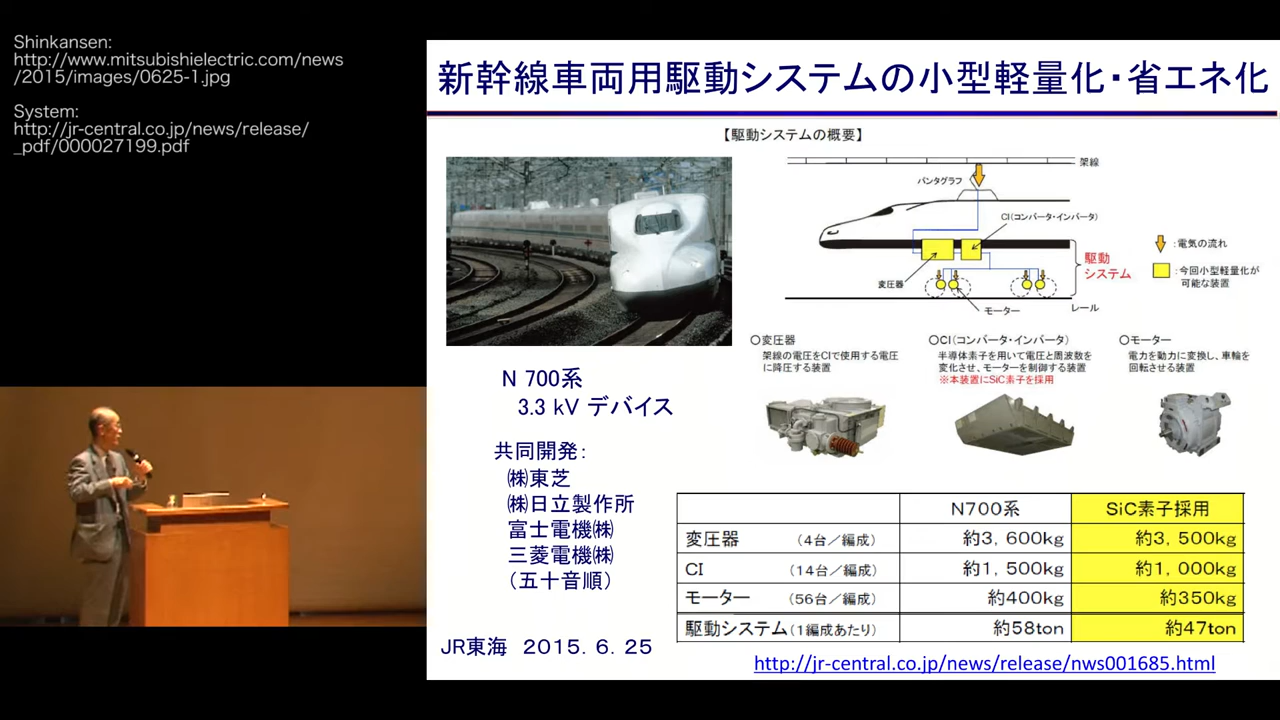 Shinkansen:
http://www.mitsubishielectric.com/news
/2015/images/0625-1.jpg
System:
http://jr-central.co.jp/news/release/
_pdf/000027199.pdf
新幹線車両用駆動システムの小型軽量化・省エネ化
【駆動システムの概要】
架線
パンタグラフ
CI(コンバータ・インバータ)
:電気の流れ
駆動
システム
:今回小型軽量化が
可能な装置
変圧器
モーター
レール
〇変圧器
架線の電圧をCIで使用する電圧
に降圧する装置
〇CI(コンバータ・インバータ)
半導体素子を用いて電圧と周波数を
変化させ、モーターを制御する装置
※本装置にSiC素子を採用
〇モーター
電力を動力に変換し、車輪を
回転させる装置
N 700系
3.3 kV デバイス
共同開発:
㈱東芝
㈱日立製作所
富士電機㈱
三菱電機㈱
(五十音順)
JR東海 2015.6.25
N700系 SiC素子採用
変圧器 (4台/編成) 約3,600kg 約3,500kg
CI (14台/編成) 約1,500kg 約1,000kg
モーター (56台/編成) 約400kg 約350kg
駆動システム(1編成あたり) 約58ton 約47ton
http://jr-central.co.jp/news/release/nws001685.html